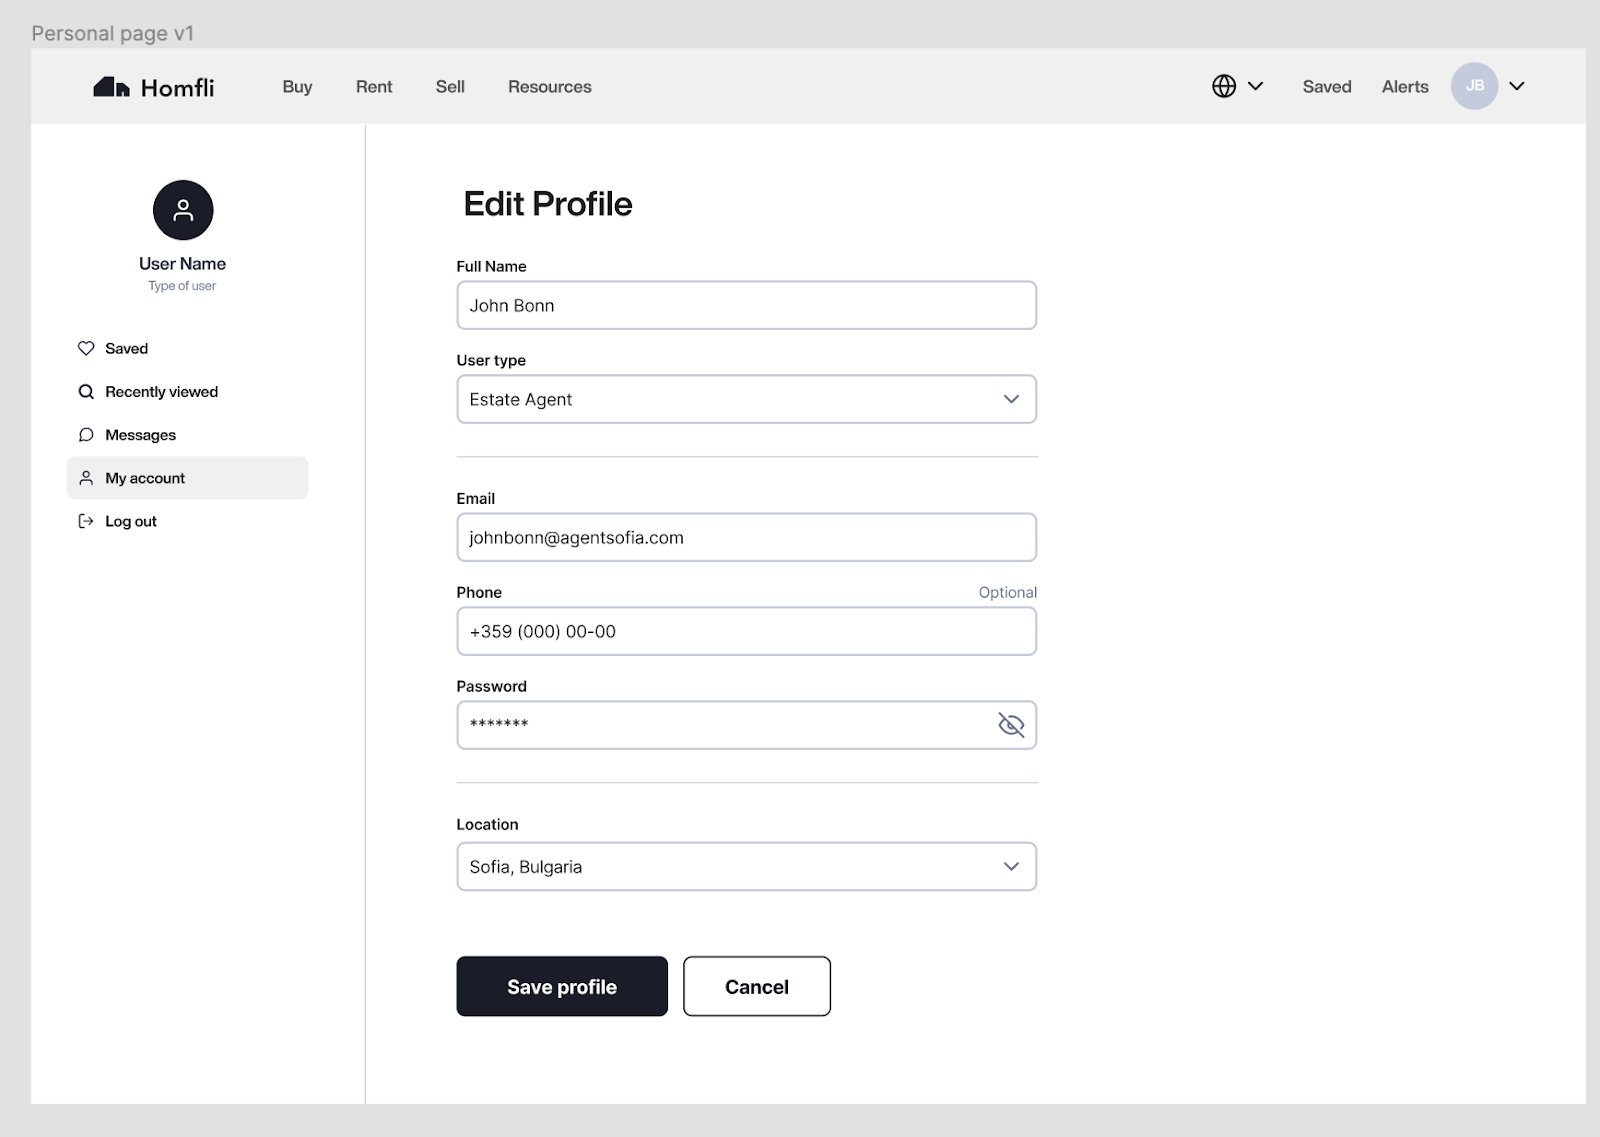 Personal page v1
Homfli
Buy
Rent
Sell
Resources
Saved
Alerts
JB
User Name
Type of user
Saved
Recently viewed
Messages
My account
Log out
Edit Profile
Full Name
John Bonn
User type
Estate Agent
Email
johnbonn@agentsofia.com
Phone
Optional
+359 (000) 00-00
Password
*******
Location
Sofia, Bulgaria
Save profile
Cancel